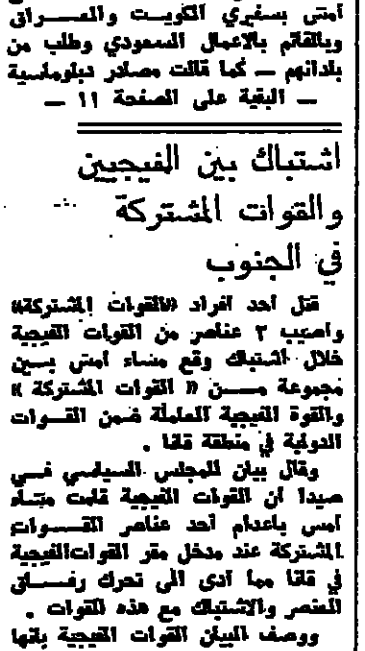 امس بسفيري الكويت والعراق
وبالقائم بالاعمال السعودي وطلب من
بلدانهم — كما قالت مصادر دبلوماسية
— البقية على الصفحة ١١ —
اشتباك بين الفيجيين
والقوات المشتركة
في الجنوب
قتل احد افراد «القوات المشتركة»
واصيب ٢ عناصر من القوات الفيجية
خلال اشتباك وقع مساء امس بين
مجموعة من « القوات المشتركة »
والقوة الفيجية العاملة ضمن القوات
الدولية في منطقة قانا .
وقال بيان للمجلس السياسي في
صيدا ان القوات الفيجية قامت مساء
امس باعدام احد عناصر القوات
المشتركة عند مدخل مقر القوات الفيجية
في قانا مما ادى الى تحرك رفاق
العنصر والاشتباك مع هذه القوات .
ووصف البيان القوات الفيجية بانها